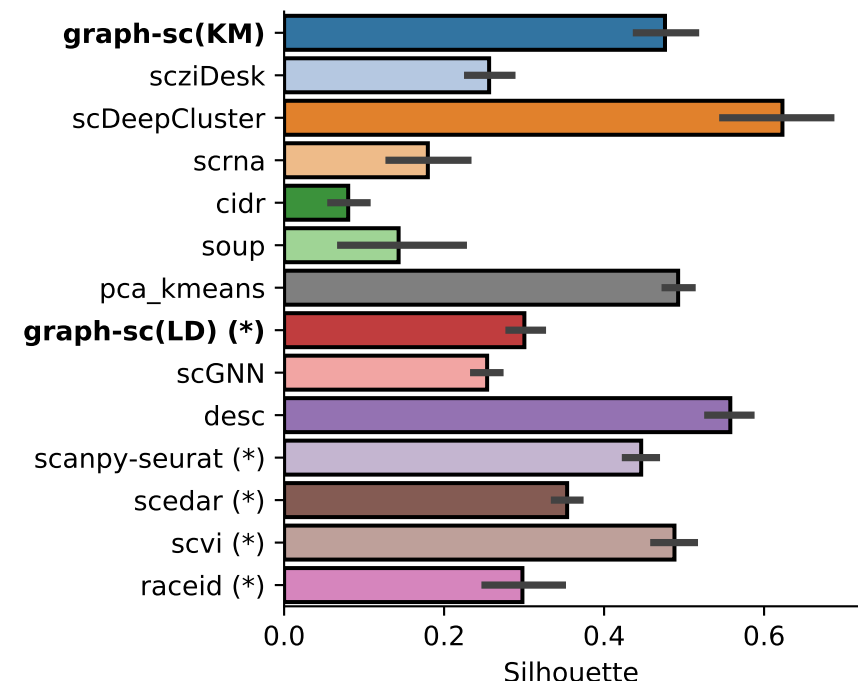 graph-sc(KM)
scziDesk
scDeepCluster
scrna
cidr
soup
pca_kmeans
graph-sc(LD) (*)
scGNN
desc
scanpy-seurat (*)
scedar (*)
scvi (*)
raceid (*)
0.0 0.2 0.4 0.6
Silhouette